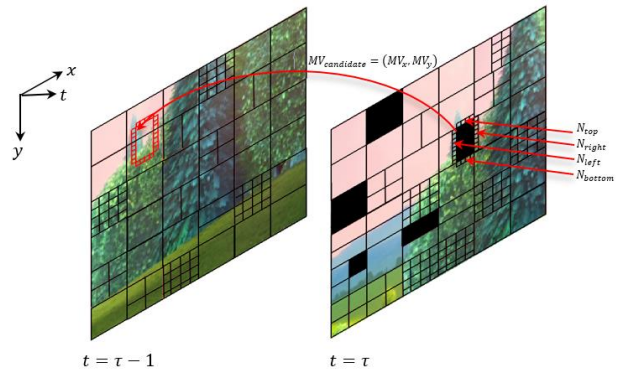 x
t
y
MV_candidate = (MV_x, MV_y)
N_top
N_right
N_left
N_bottom
t = τ − 1
t = τ